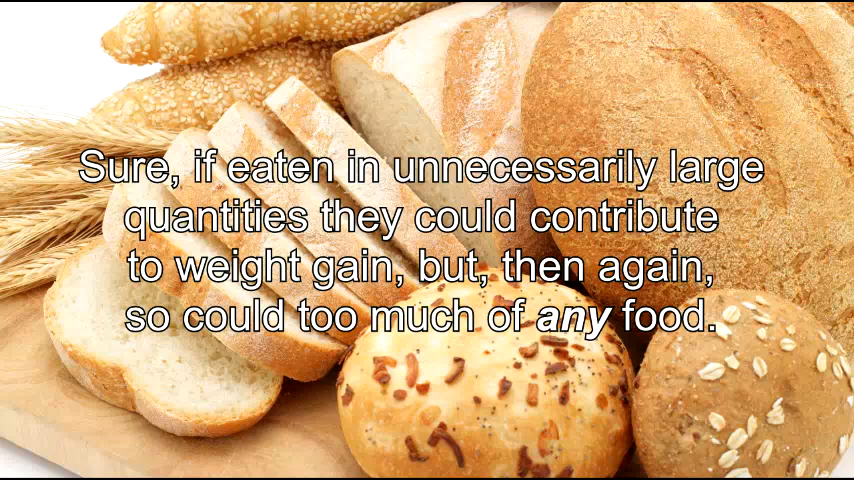 Sure, if eaten in unnecessarily large
quantities they could contribute
to weight gain, but, then again,
so could too much of any food.